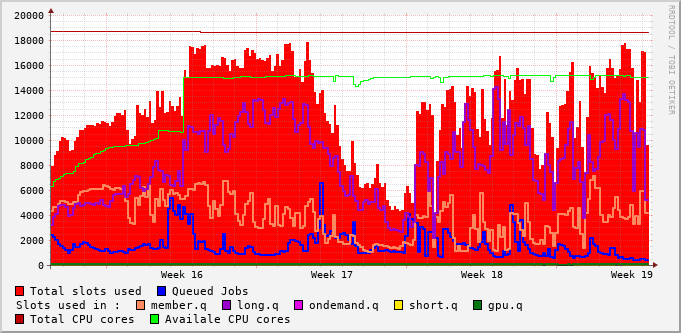 20000
18000
16000
14000
12000
10000
8000
6000
4000
2000
0
Week 16 Week 17 Week 18 Week 19
RRDTOOL / TOBI OETIKER
Total slots used Queued Jobs
Slots used in : member.q long.q ondemand.q short.q gpu.q
Total CPU cores Availale CPU cores